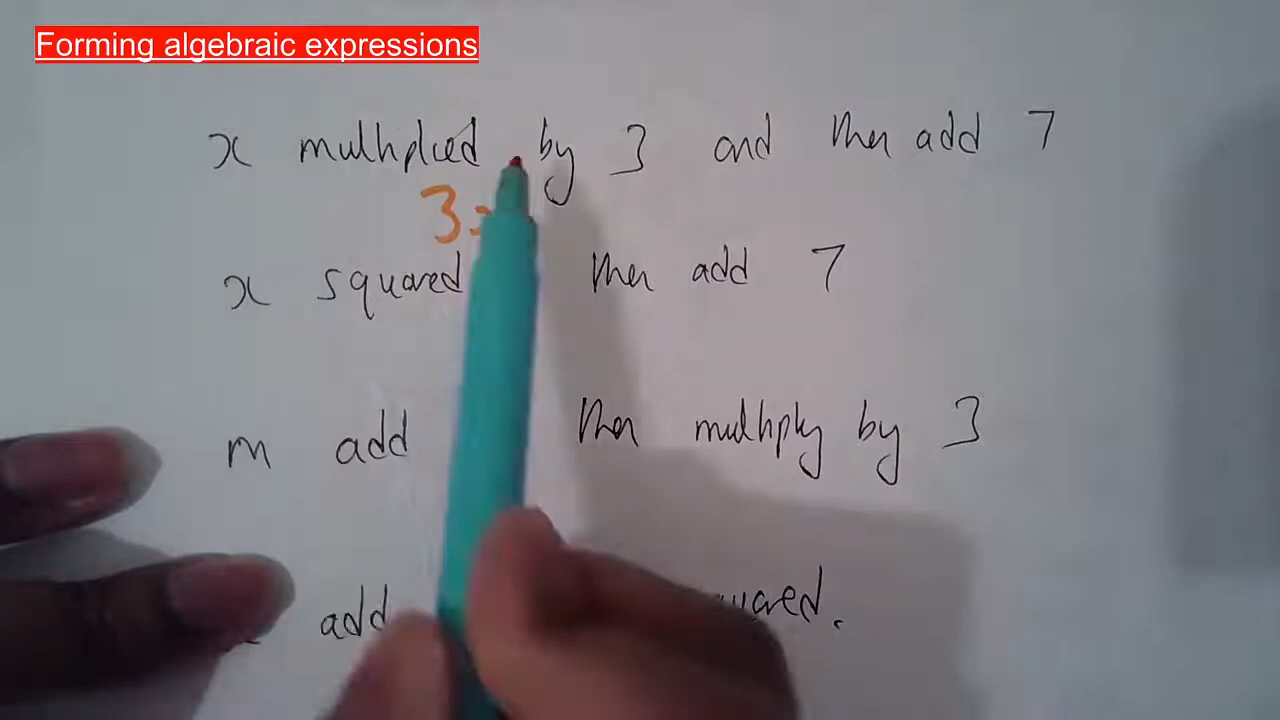 Forming algebraic expressions
x multiplied by 3 and then add 7
3
x squared then add 7
m add then multiply by 3
add